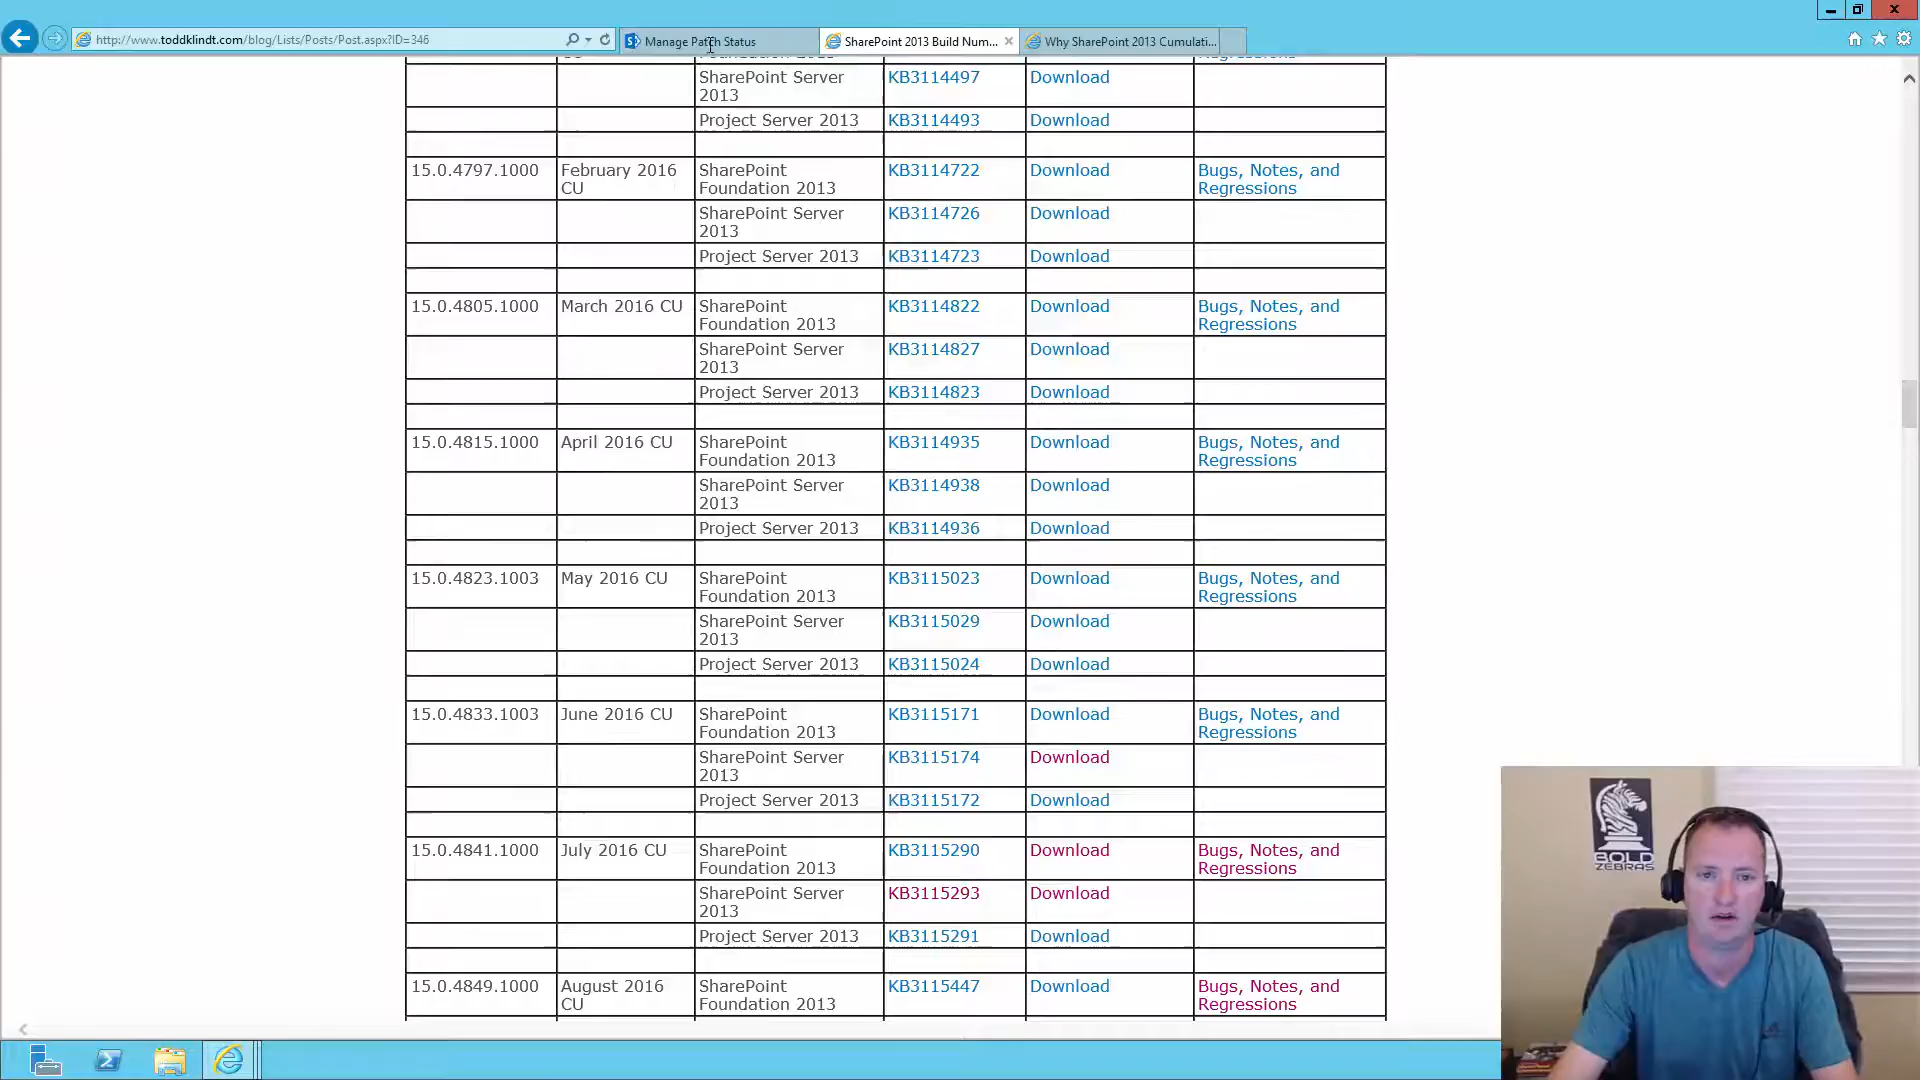 http://www.toddklindt.com/blog/Lists/Posts/Post.aspx?ID=346
Manage Patch Status
SharePoint 2013 Build Num...
Why SharePoint 2013 Cumulati...
SharePoint Server 2013 KB3114497 Download
Project Server 2013 KB3114493 Download
15.0.4797.1000 February 2016 CU SharePoint Foundation 2013 KB3114722 Download Bugs, Notes, and Regressions
SharePoint Server 2013 KB3114726 Download
Project Server 2013 KB3114723 Download
15.0.4805.1000 March 2016 CU SharePoint Foundation 2013 KB3114822 Download Bugs, Notes, and Regressions
SharePoint Server 2013 KB3114827 Download
Project Server 2013 KB3114823 Download
15.0.4815.1000 April 2016 CU SharePoint Foundation 2013 KB3114935 Download Bugs, Notes, and Regressions
SharePoint Server 2013 KB3114938 Download
Project Server 2013 KB3114936 Download
15.0.4823.1003 May 2016 CU SharePoint Foundation 2013 KB3115023 Download Bugs, Notes, and Regressions
SharePoint Server 2013 KB3115029 Download
Project Server 2013 KB3115024 Download
15.0.4833.1003 June 2016 CU SharePoint Foundation 2013 KB3115171 Download Bugs, Notes, and Regressions
SharePoint Server 2013 KB3115174 Download
Project Server 2013 KB3115172 Download
15.0.4841.1000 July 2016 CU SharePoint Foundation 2013 KB3115290 Download Bugs, Notes, and Regressions
SharePoint Server 2013 KB3115293 Download
Project Server 2013 KB3115291 Download
15.0.4849.1000 August 2016 CU SharePoint Foundation 2013 KB3115447 Download Bugs, Notes, and Regressions
BOLD
ZEBRAS